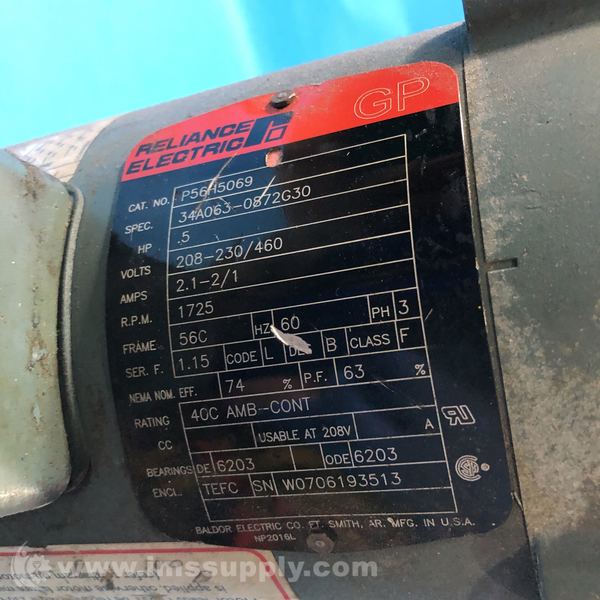 RELIANCE ELECTRIC GP
CAT. NO. P56H5069
SPEC. 34A063-0872G30
HP .5
VOLTS 208-230/460
AMPS 2.1-2/1
R.P.M. 1725
FRAME 56C HZ 60 PH 3
SER. F. 1.15 CODE L DES B CLASS F
NEMA NOM. EFF. 74 % P.F. 63 %
RATING 40C AMB-CONT
CC USABLE AT 208V A
BEARINGS DE 6203 ODE 6203
ENCL. TEFC SN W0706193513
BALDOR ELECTRIC CO. FT. SMITH, AR. MFG. IN U.S.A.
NP2016L
www.imssupply.com